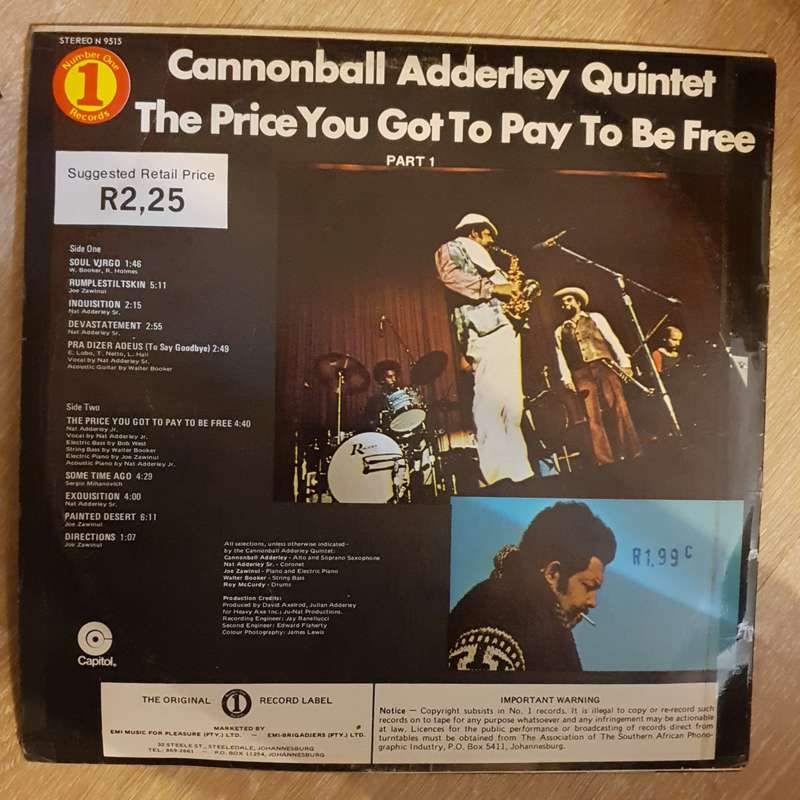 STEREO N 9515
Number One
1
Records
Cannonball Adderley Quintet
The Price You Got To Pay To Be Free
PART 1
Suggested Retail Price
R2,25
Side One
SOUL VJRGO 1:46
W. Booker, R. Holmes
RUMPLESTILTSKIN 5:11
Joe Zawinul
INQUISITION 2:15
Nat Adderley Sr.
DEVASTATEMENT 2:55
Nat Adderley Sr.
PRA DIZER ADEUS (To Say Goodbye) 2:49
E. Lobo, T. Netto, L. Hall
Vocal by Nat Adderley Sr.
Acoustic Guitar by Walter Booker
Side Two
THE PRICE YOU GOT TO PAY TO BE FREE 4:40
Nat Adderley Jr.
Vocal by Nat Adderley Jr.
Electric Bass by Bob West
String Bass by Walter Booker
Electric Piano by Joe Zawinul
Acoustic Piano by Nat Adderley Jr.
SOME TIME AGO 4:29
Sergio Mihanovich
EXQUISITION 4:00
Nat Adderley Sr.
PAINTED DESERT 6:11
Joe Zawinul
DIRECTIONS 1:07
Joe Zawinul
All selections, unless otherwise indicated—
by the Cannonball Adderley Quintet:
Cannonball Adderley - Alto and Soprano Saxophone
Nat Adderley Sr. - Coronet
Joe Zawinul - Piano and Electric Piano
Walter Booker - String Bass
Roy McCurdy - Drums
Production Credits:
Produced by David Axelrod, Julian Adderley
for Heavy Axe Inc.; Ju-Nat Productions.
Recording Engineer: Jay Ranellucci
Second Engineer: Edward Flaherty
Colour Photography: James Lewis
R1.99c
Capitol
THE ORIGINAL 1 RECORD LABEL
MARKETED BY
EMI MUSIC FOR PLEASURE (PTY.) LTD. — EMI-BRIGADIERS (PTY.) LTD.
32 STEELE ST., STEELEDALE, JOHANNESBURG
TEL. 869-2661 — P.O. BOX 11254, JOHANNESBURG
IMPORTANT WARNING
Notice — Copyright subsists in No. 1 records. It is illegal to copy or re-record such
records on to tape for any purpose whatsoever and any infringement may be actionable
at law. Licences for the public performance or broadcasting of records direct from
turntables must be obtained from The Association of The Southern African Phono-
graphic Industry, P.O. Box 5411, Johannesburg.